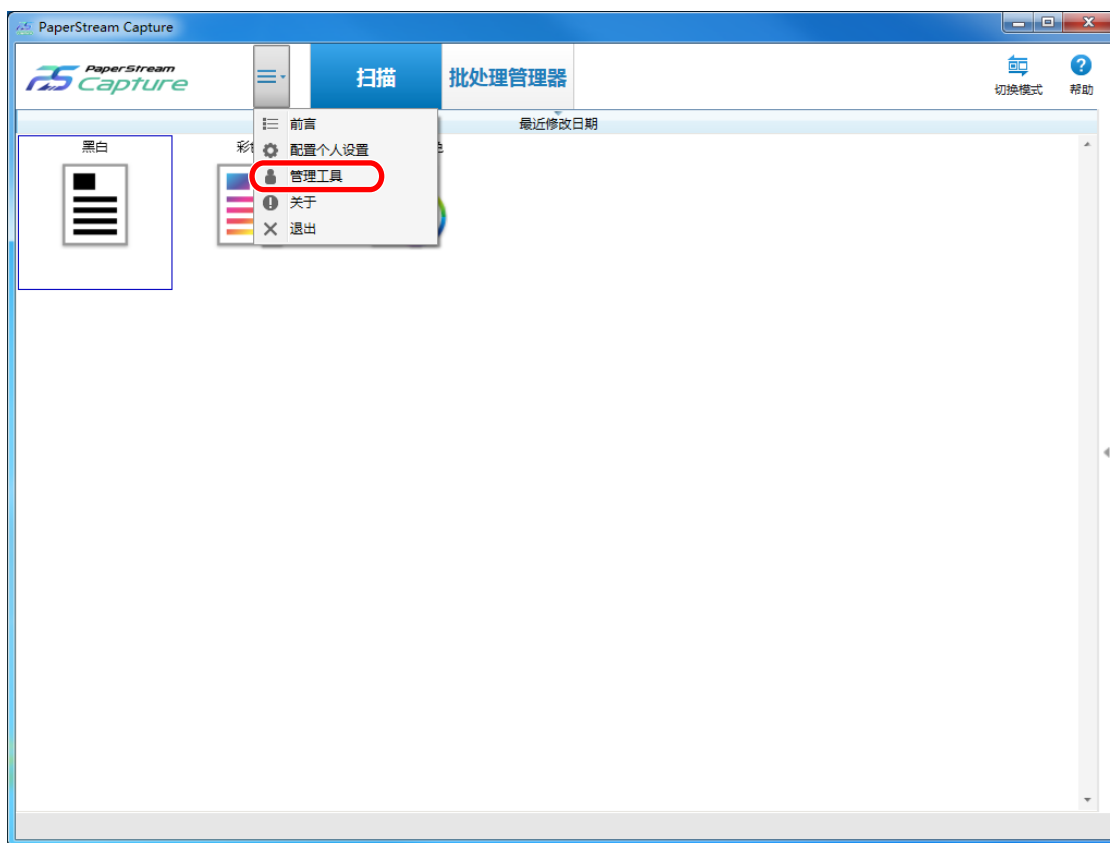 PaperStream Capture
PaperStream
Capture
扫描
批处理管理器
切换模式
帮助
最近修改日期
前言
配置个人设置
管理工具
关于
退出
黑白